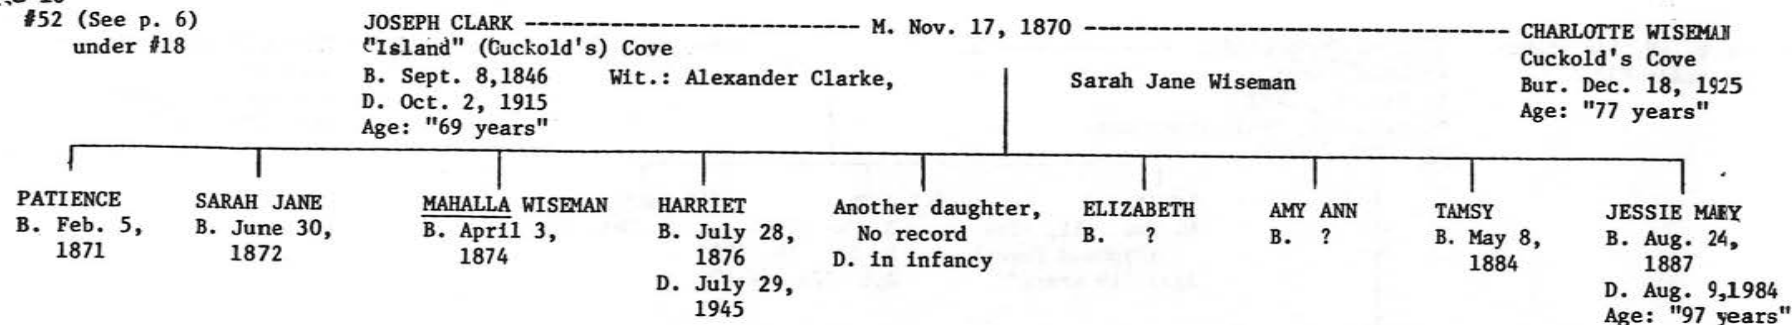 #52 (See p. 6)
under #18
JOSEPH CLARK ---------------------------- M. Nov. 17, 1870 ------------------------------------ CHARLOTTE WISEMAN
"Island" (Cuckold's) Cove
Cuckold's Cove
B. Sept. 8,1846 Wit.: Alexander Clarke, Sarah Jane Wiseman
Bur. Dec. 18, 1925
D. Oct. 2, 1915
Age: "77 years"
Age: "69 years"
PATIENCE
B. Feb. 5,
1871
SARAH JANE
B. June 30,
1872
MAHALLA WISEMAN
B. April 3,
1874
HARRIET
B. July 28,
1876
D. July 29,
1945
Another daughter,
No record
D. in infancy
ELIZABETH
B. ?
AMY ANN
B. ?
TAMSY
B. May 8,
1884
JESSIE MARY
B. Aug. 24,
1887
D. Aug. 9,1984
Age: "97 years"